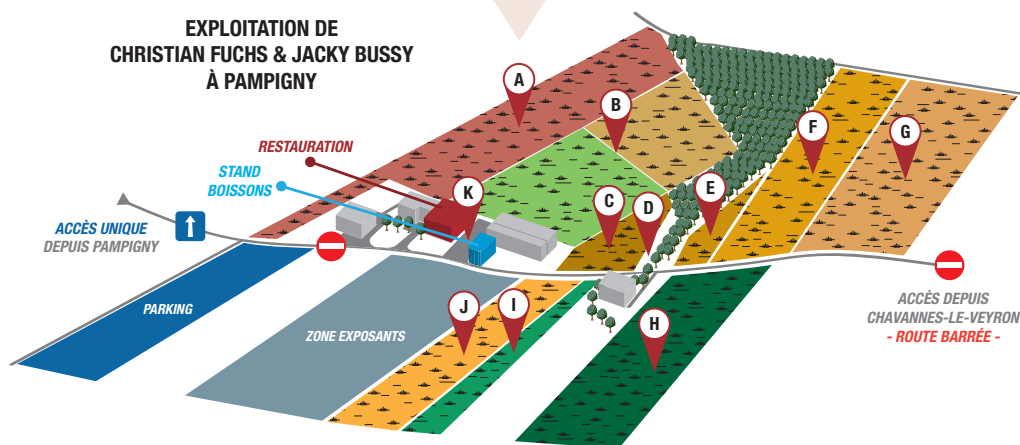 EXPLOITATION DE
CHRISTIAN FUCHS & JACKY BUSSY
À PAMPIGNY
A
B
RESTAURATION
STAND
BOISSONS
F
G
K
ACCÈS UNIQUE
DEPUIS PAMPIGNY
C
D
E
PARKING
ZONE EXPOSANTS
J
I
H
ACCÈS DEPUIS
CHAVANNES-LE-VEYRON
- ROUTE BARRÉE -